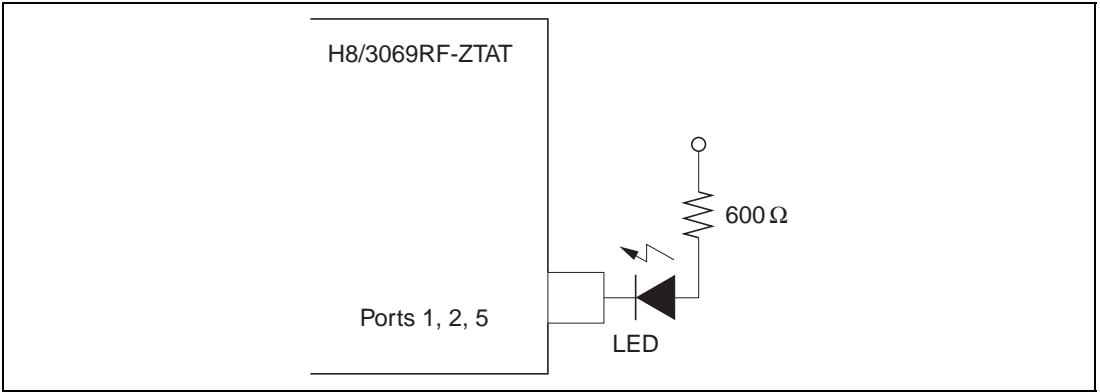 H8/3069RF-ZTAT
600 Ω
Ports 1, 2, 5
LED